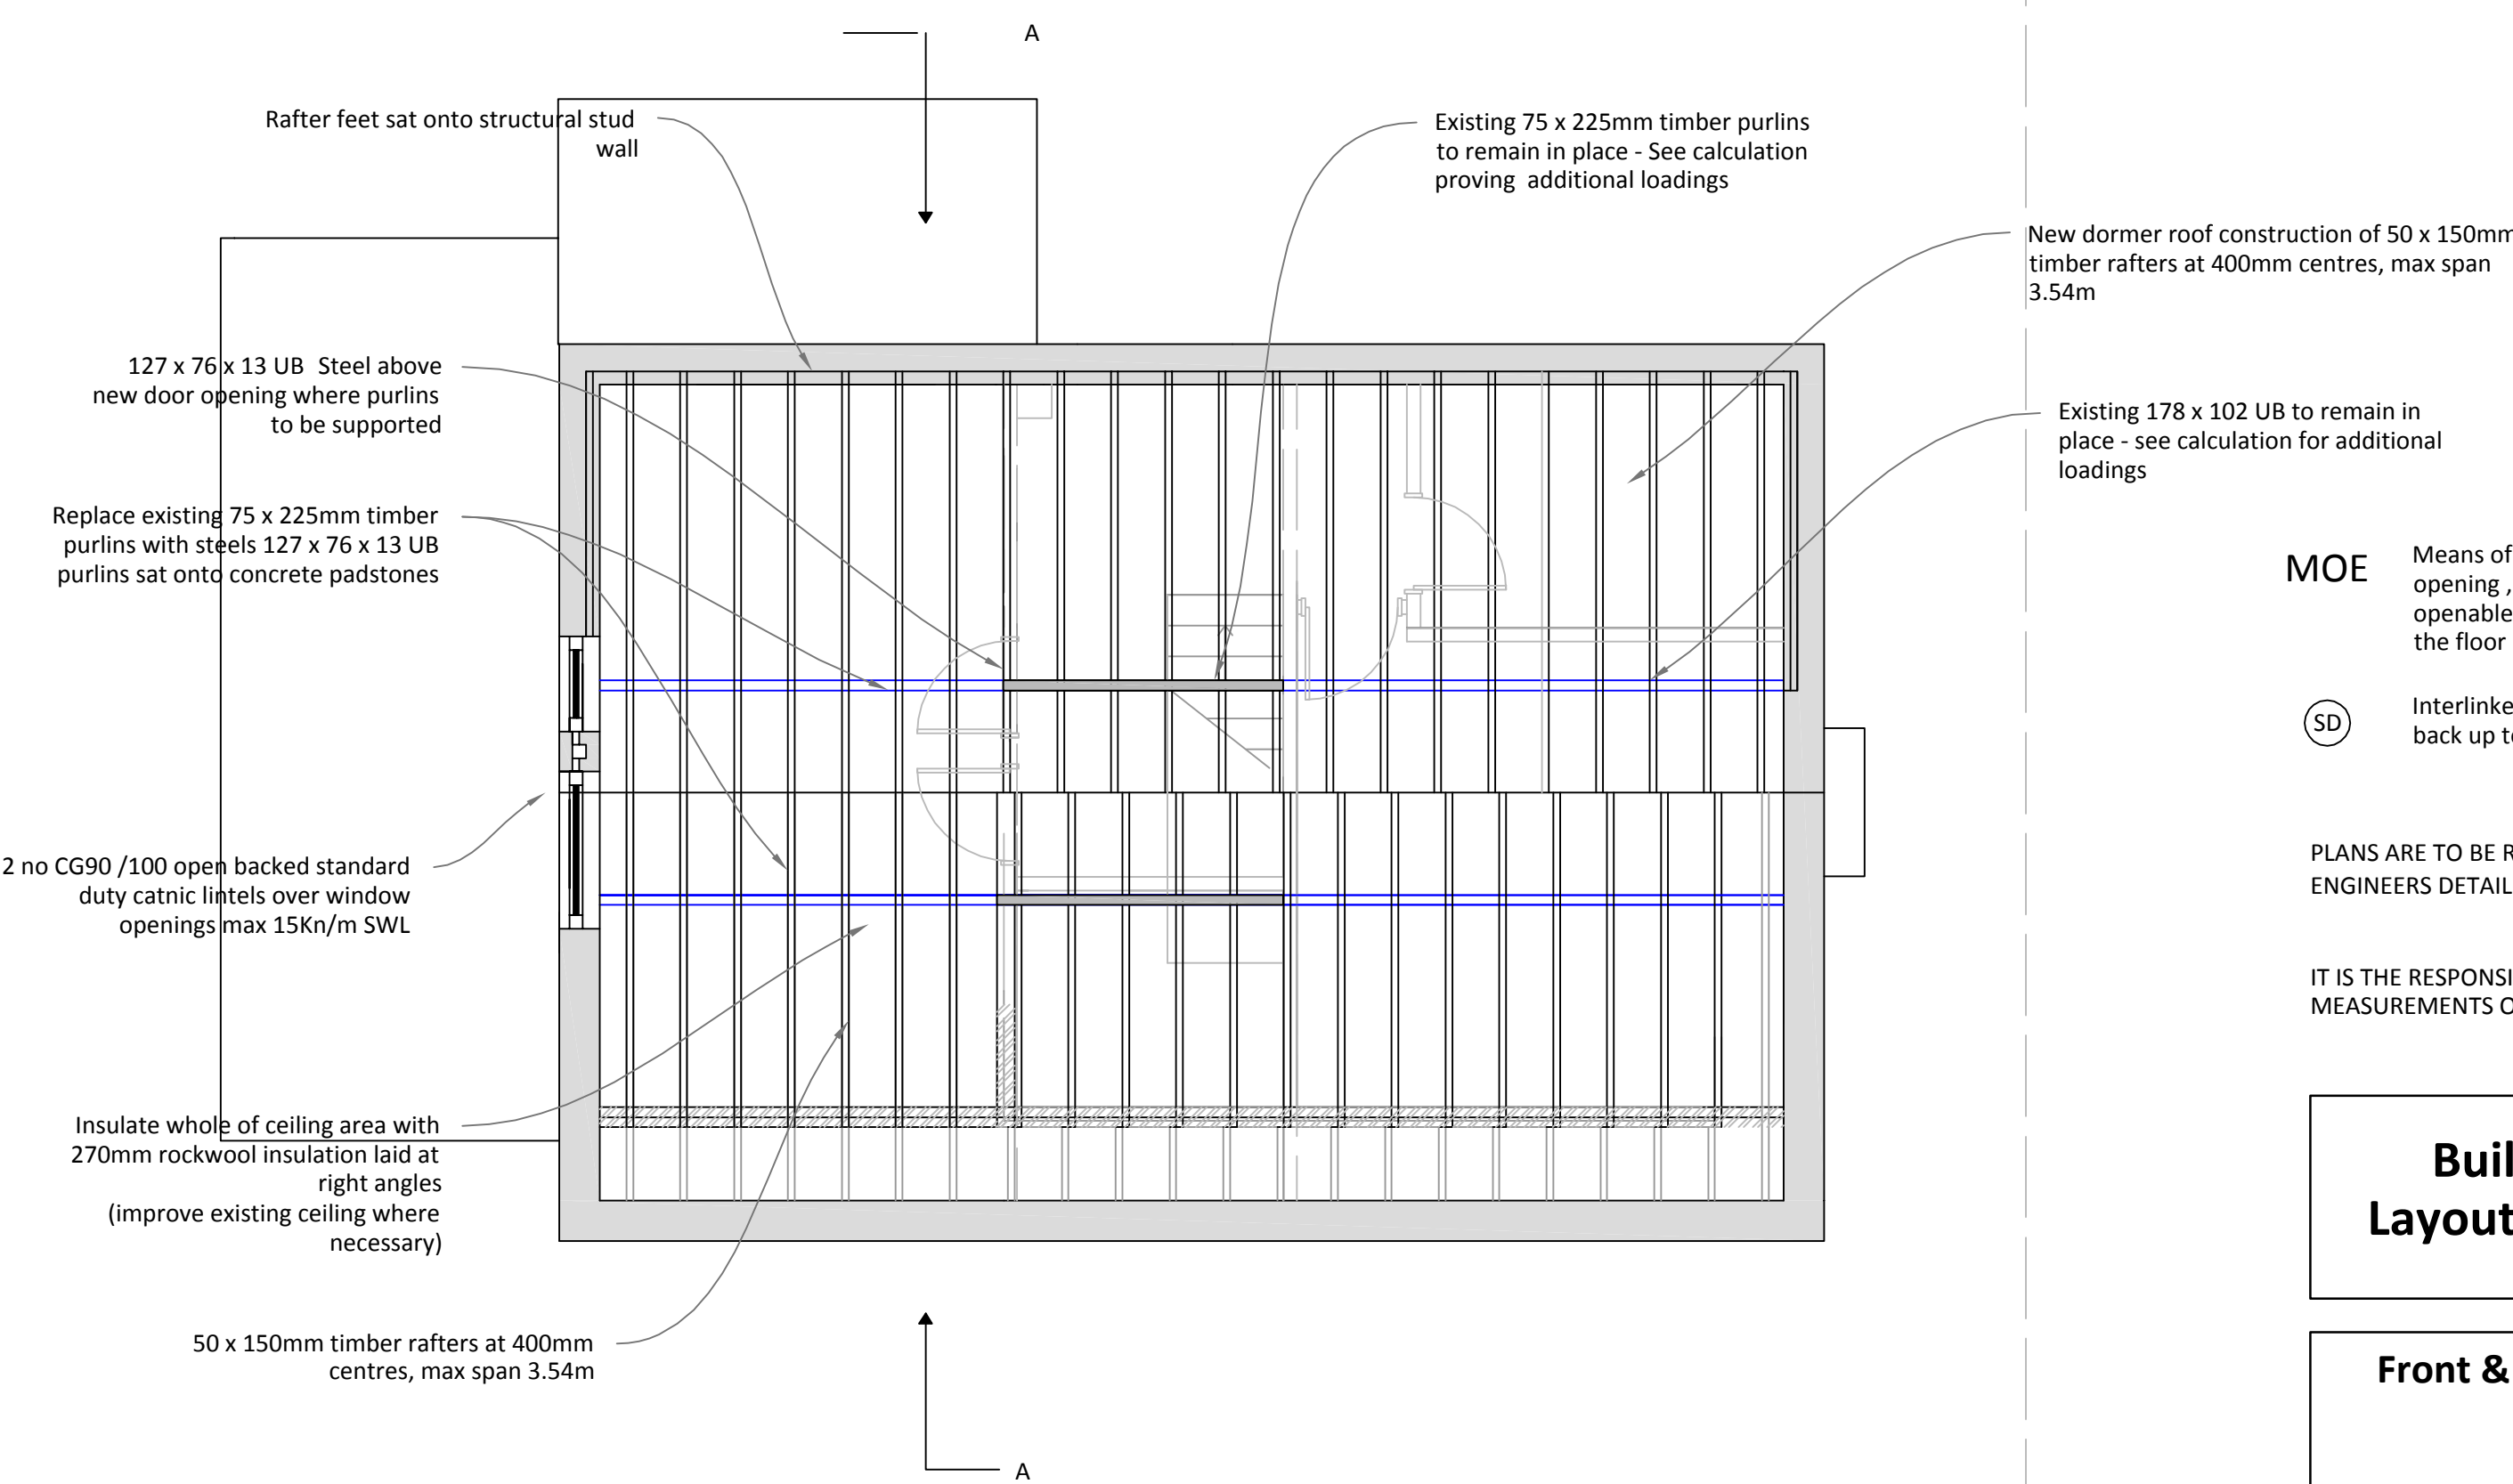 A
Rafter feet sat onto structural stud
wall
Existing 75 x 225mm timber purlins
to remain in place - See calculation
proving additional loadings
New dormer roof construction of 50 x 150mm
timber rafters at 400mm centres, max span
3.54m
127 x 76 x 13 UB Steel above
new door opening where purlins
to be supported
Existing 178 x 102 UB to remain in
place - see calculation for additional
loadings
Replace existing 75 x 225mm timber
purlins with steels 127 x 76 x 13 UB
purlins sat onto concrete padstones
MOE
Means of
opening ,
openable
the floor
SD
Interlinke
back up to
2 no CG90 /100 open backed standard
duty catnic lintels over window
openings max 15Kn/m SWL
PLANS ARE TO BE R
ENGINEERS DETAIL
IT IS THE RESPONSI
MEASUREMENTS O
Insulate whole of ceiling area with
270mm rockwool insulation laid at
right angles
(improve existing ceiling where
necessary)
Buil
Layout
50 x 150mm timber rafters at 400mm
centres, max span 3.54m
Front &
A